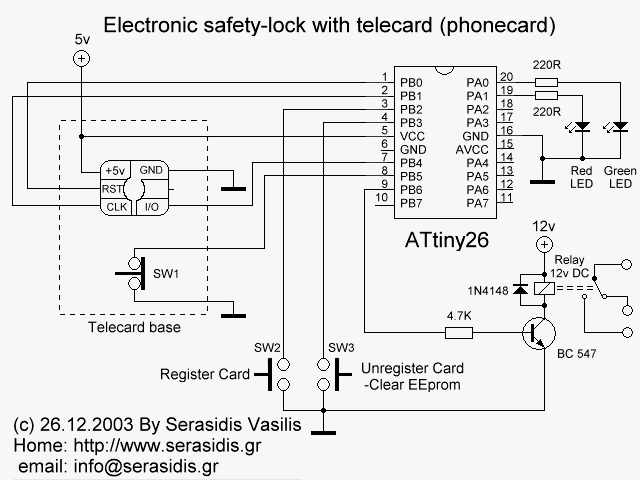 Electronic safety-lock with telecard (phonecard)
5v
1 PB0 PA0 20 220R
2 PB1 PA1 19 220R
3 PB2 PA2 18
4 PB3 PA3 17
5 VCC GND 16
6 GND AVCC 15
7 PB4 PA4 14
8 PB5 PA5 13
9 PB6 PA6 12
10 PB7 PA7 11
ATtiny26
Red
LED
Green
LED
+5v GND
RST
CLK I/O
SW1
Telecard base
12v
Relay
12v DC
1N4148
4.7K
BC 547
SW2 SW3
Register Card
Unregister Card
-Clear EEprom
(c) 26.12.2003 By Serasidis Vasilis
Home: http://www.serasidis.gr
email: info@serasidis.gr